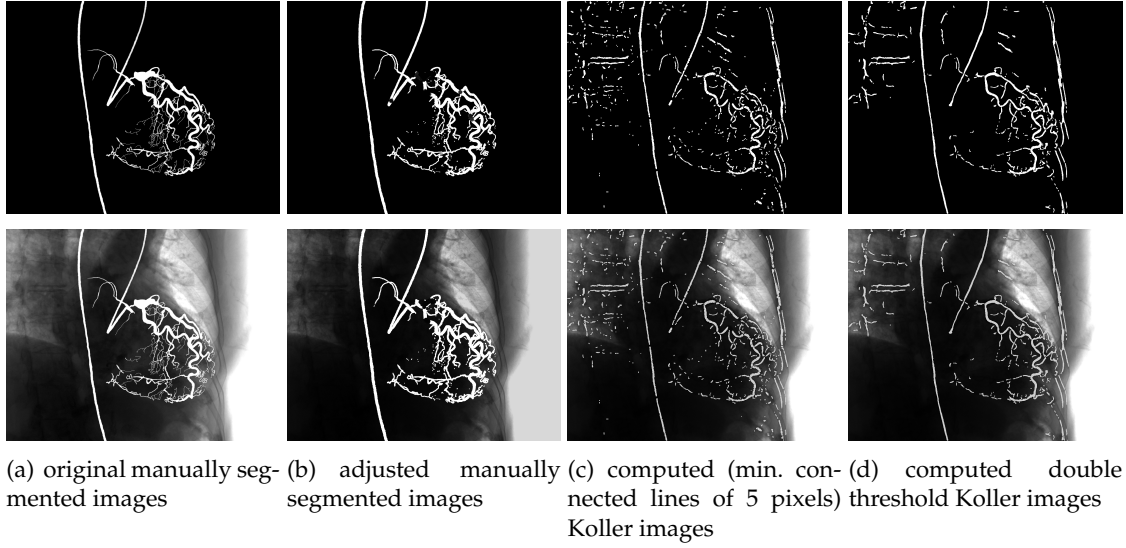 (a) original manually seg-
mented images
(b) adjusted manually
segmented images
(c) computed (min. con-
nected lines of 5 pixels)
Koller images
(d) computed double
threshold Koller images